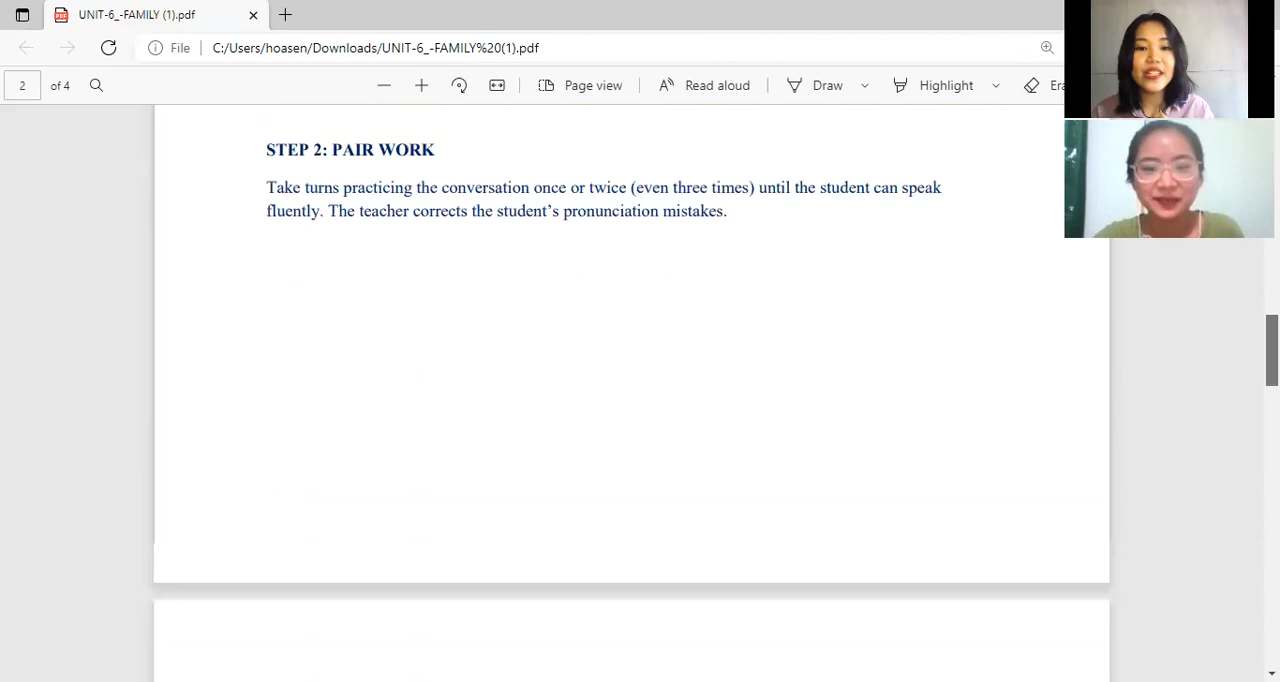 UNIT-6_-FAMILY (1).pdf
File
C:/Users/hoasen/Downloads/UNIT-6_-FAMILY%20(1).pdf
2 of 4
Page view
Read aloud
Draw
Highlight
STEP 2: PAIR WORK
Take turns practicing the conversation once or twice (even three times) until the student can speak
fluently. The teacher corrects the student’s pronunciation mistakes.